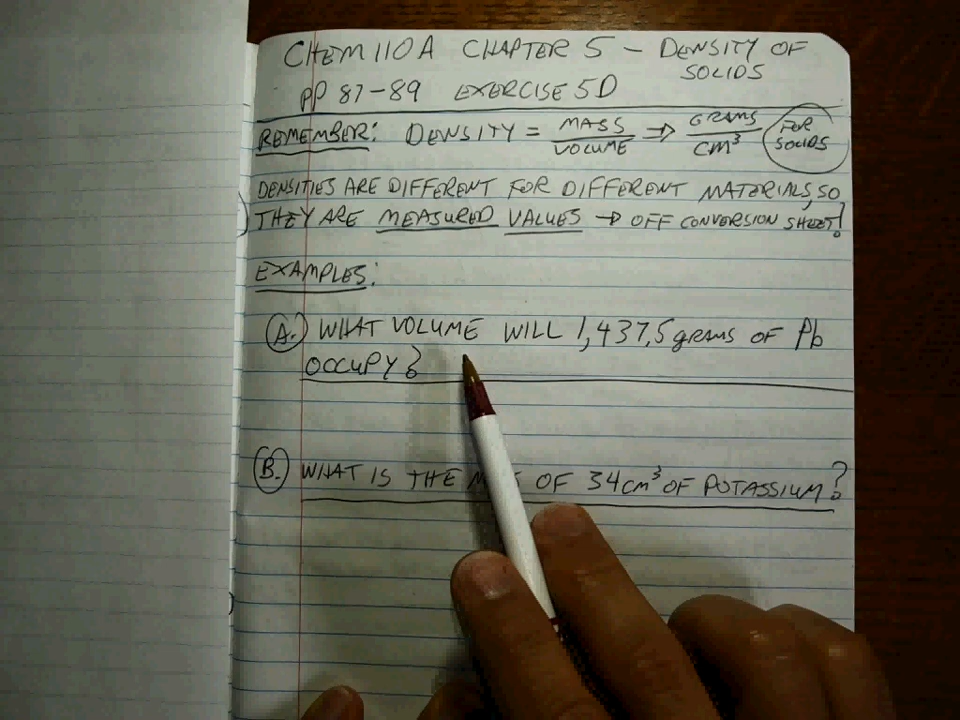 CHEM 110A CHAPTER 5 – DENSITY OF SOLIDS
PP 87–89 EXERCISE 5D
REMEMBER: DENSITY = MASS / VOLUME ⇒ GRAMS / CM³ FOR SOLIDS
DENSITIES ARE DIFFERENT FOR DIFFERENT MATERIALS, SO
THEY ARE MEASURED VALUES → OFF CONVERSION SHEET!
EXAMPLES:
A.) WHAT VOLUME WILL 1,437.5 GRAMS OF Pb
OCCUPY?
B.) WHAT IS THE OF 34 CM³ OF POTASSIUM?